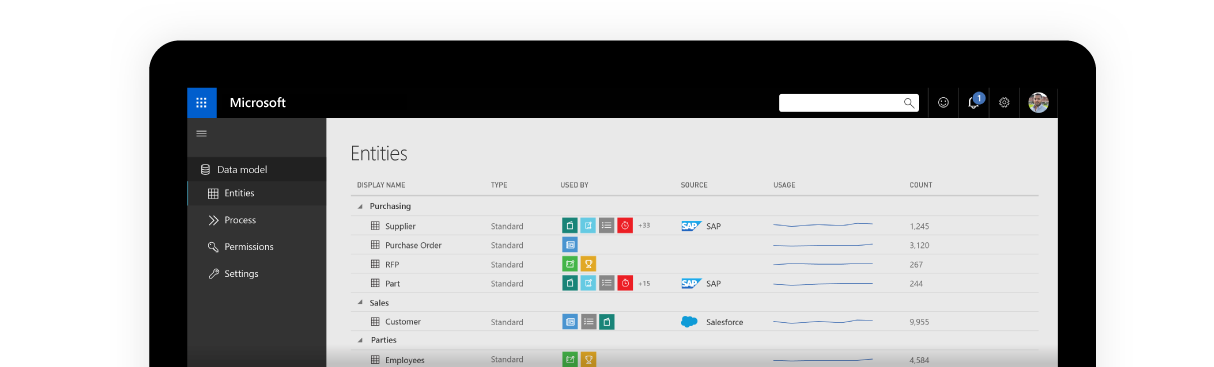 Microsoft
1
Data model
Entities
Process
Permissions
Settings
Entities
DISPLAY NAME TYPE USED BY SOURCE USAGE COUNT
Purchasing
Supplier Standard +33 SAP SAP 1,245
Purchase Order Standard 3,120
RFP Standard 267
Part Standard +15 SAP SAP 244
Sales
Customer Standard Salesforce 9,955
Parties
Employees Standard 4,584